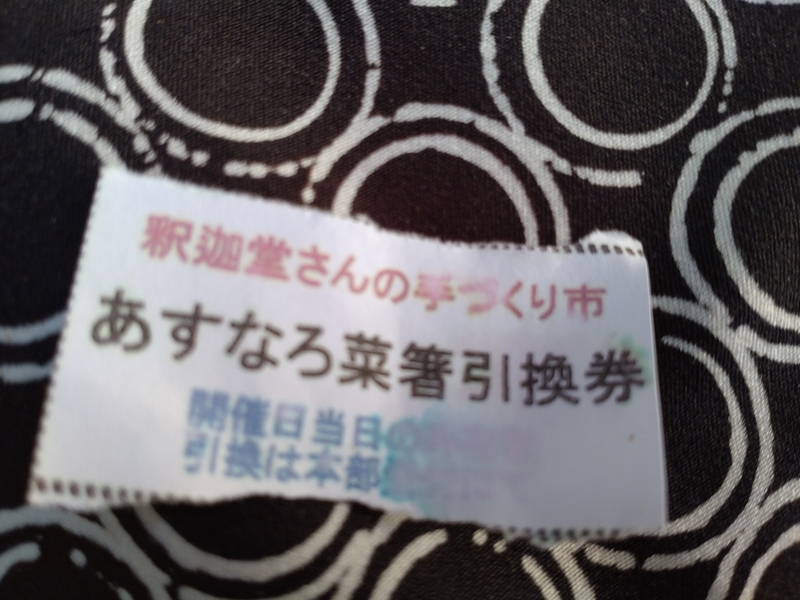 釈迦堂さんの手づくり市
あすなろ菜箸引換券
開催日当日
引換は本部